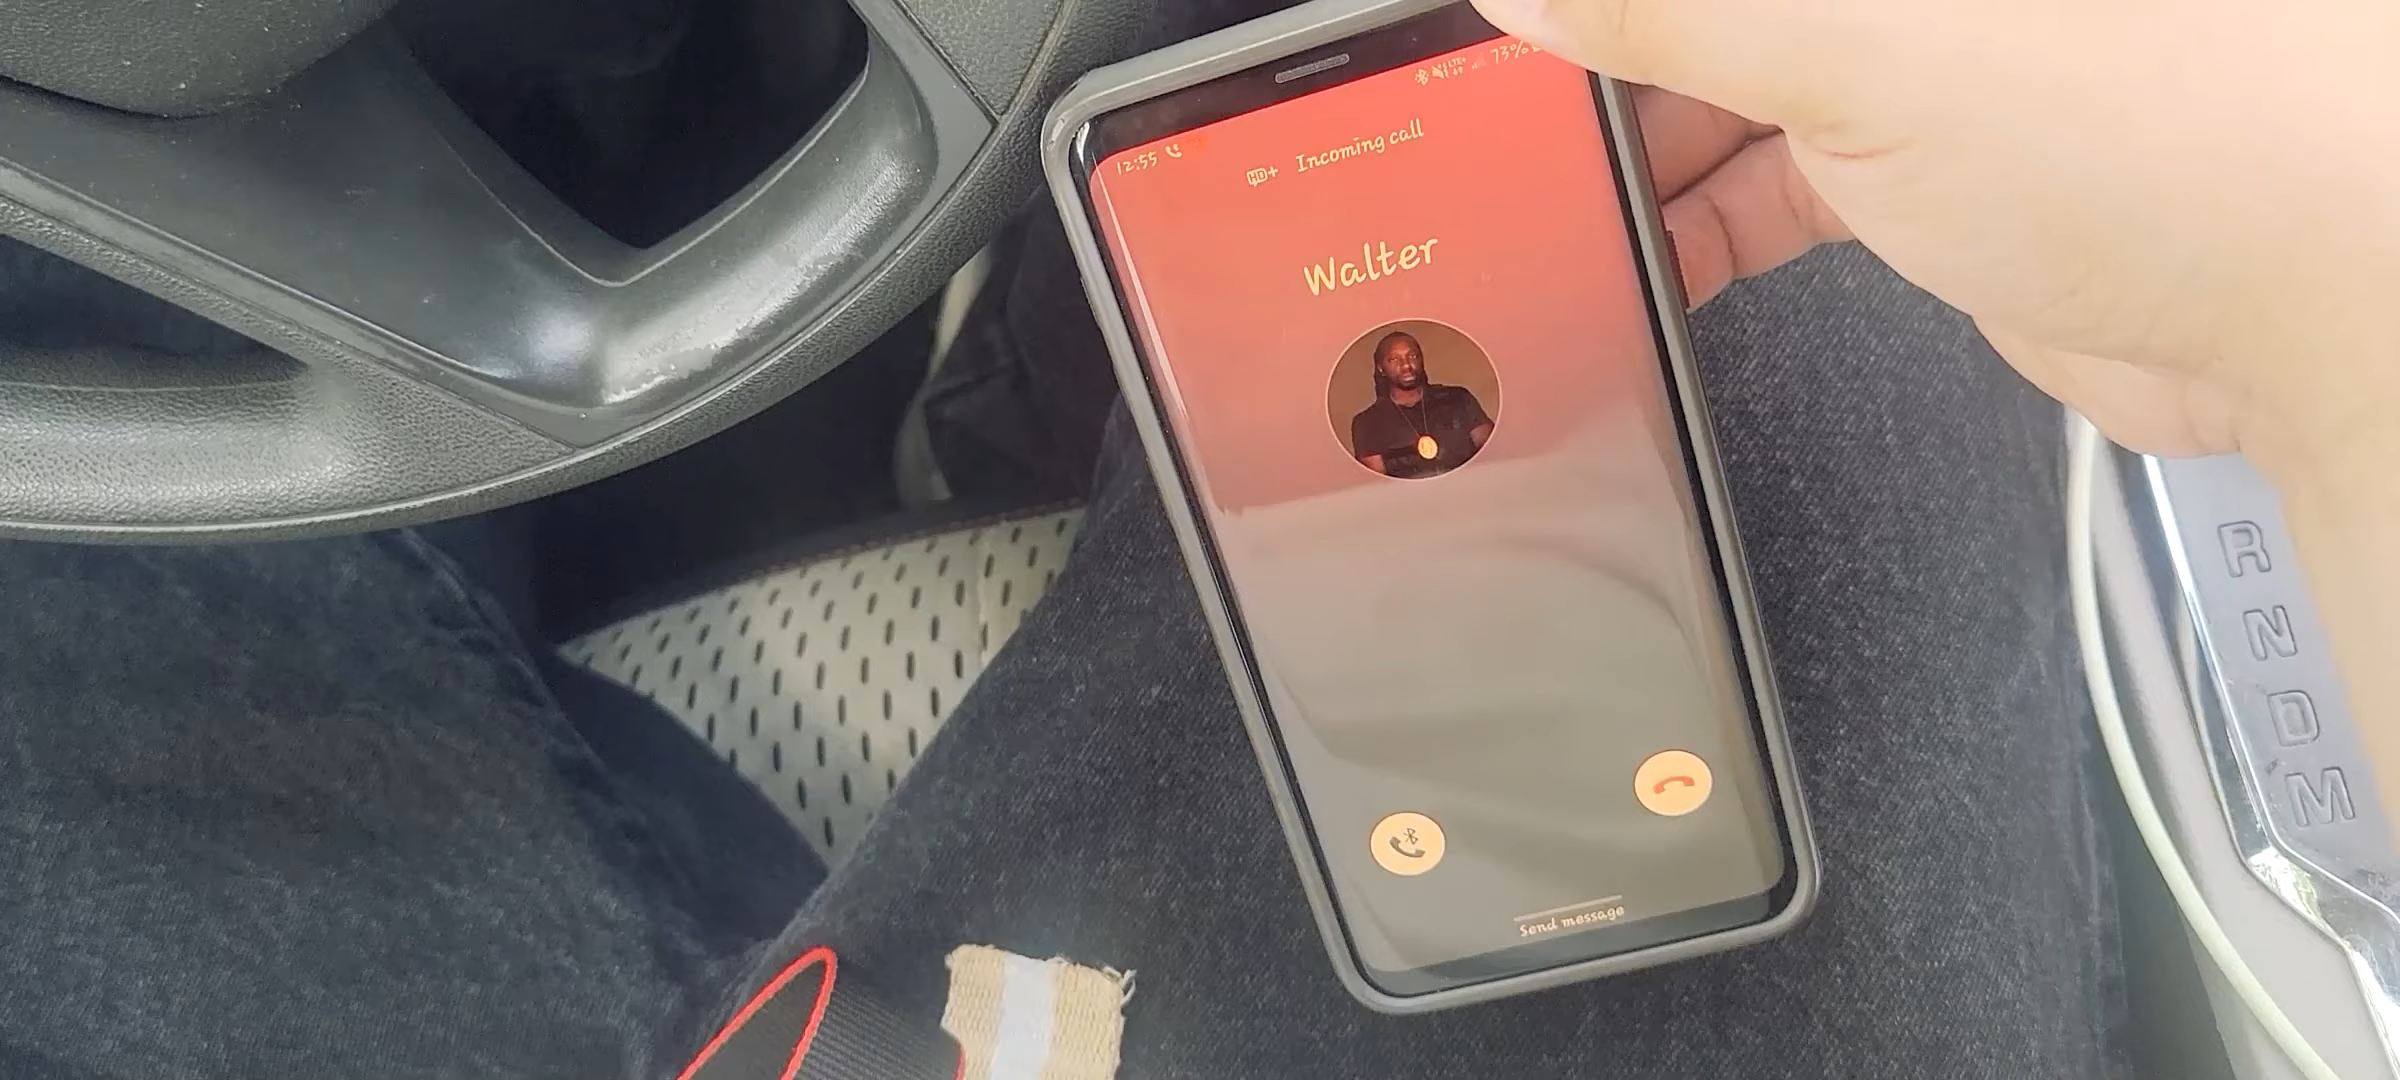 12:55
73%
HD+ Incoming call
Walter
Send message
R
N
D
M